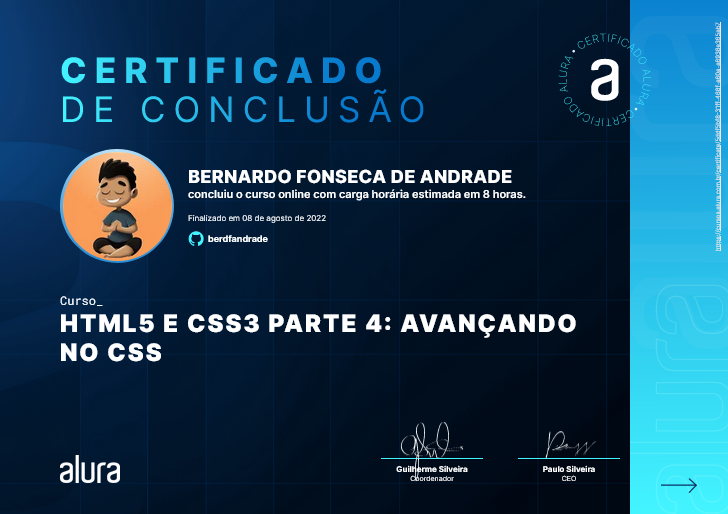 CERTIFICADO
DE CONCLUSÃO
CERTIFICADO ALURA • CERTIFICADO ALURA •
a
BERNARDO FONSECA DE ANDRADE
concluiu o curso online com carga horária estimada em 8 horas.
Finalizado em 08 de agosto de 2022
berdfandrade
Curso_
HTML5 E CSS3 PARTE 4: AVANÇANDO
NO CSS
alura
Guilherme Silveira
Coordenador
Paulo Silveira
CEO
alura